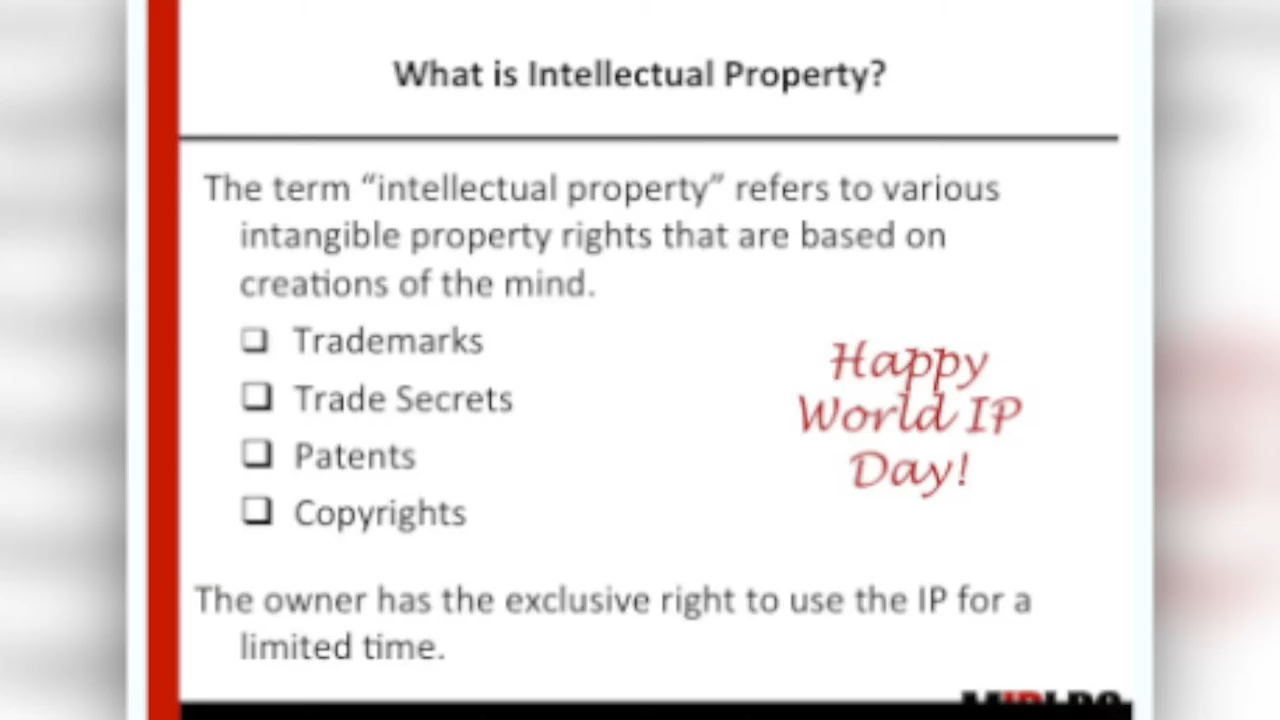 What is Intellectual Property?
The term “intellectual property” refers to various
intangible property rights that are based on
creations of the mind.
Trademarks
Trade Secrets
Patents
Copyrights
Happy
World IP
Day!
The owner has the exclusive right to use the IP for a
limited time.